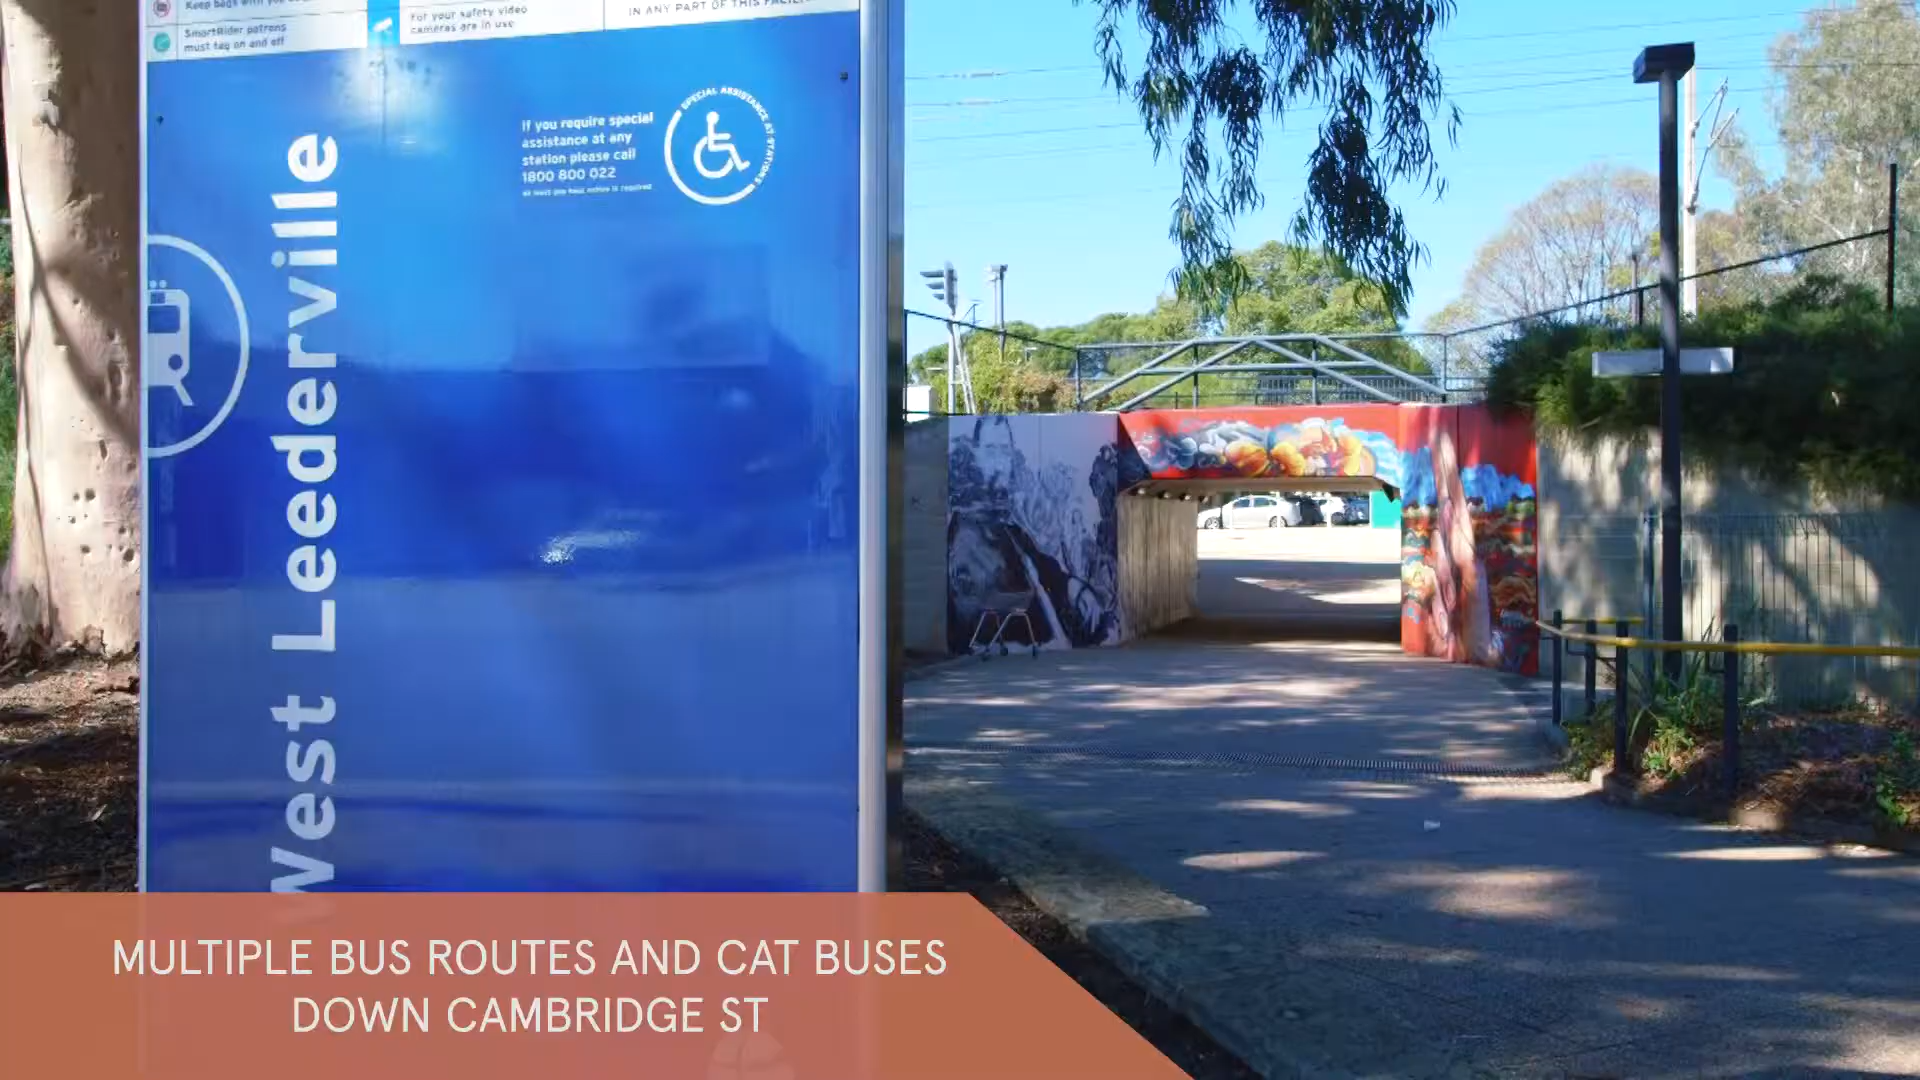 Keep bags with you
SmartRider patrons
must tag on and off
For your safety video
cameras are in use
IN ANY PART OF THIS
If you require special
assistance at any
station please call
1800 800 022
SPECIAL ASSISTANCE AT STATIONS
West Leederville
MULTIPLE BUS ROUTES AND CAT BUSES
DOWN CAMBRIDGE ST